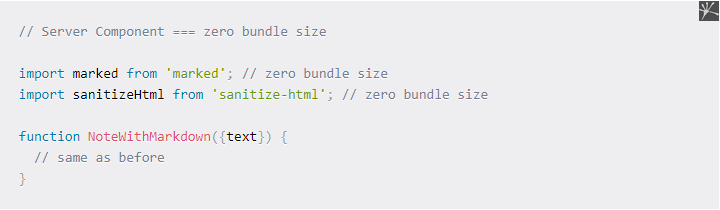 // Server Component === zero bundle size
import marked from 'marked'; // zero bundle size
import sanitizeHtml from 'sanitize-html'; // zero bundle size
function NoteWithMarkdown({text}) {
  // same as before
}